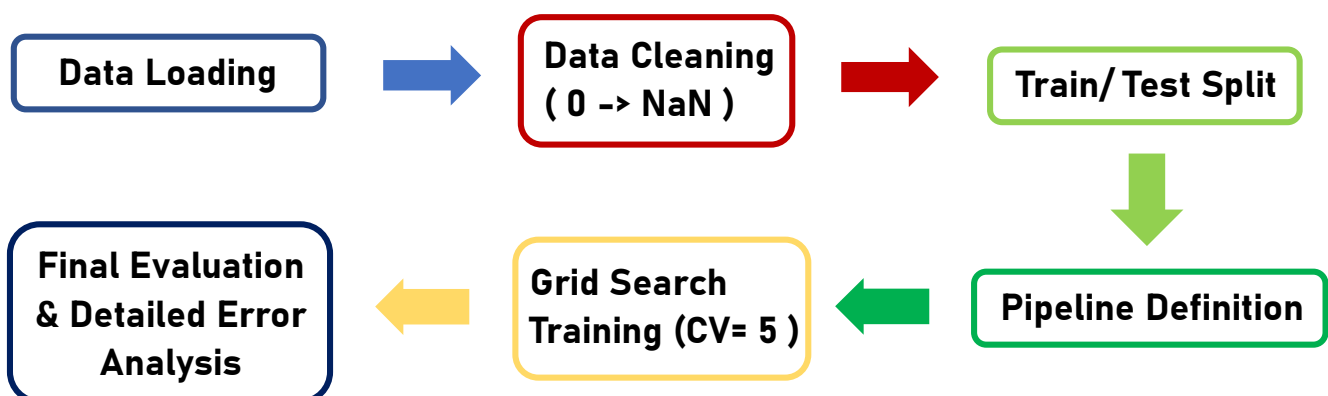 Data Loading
Data Cleaning
( 0 -> NaN )
Train/ Test Split
Pipeline Definition
Grid Search
Training (CV= 5 )
Final Evaluation
& Detailed Error
Analysis